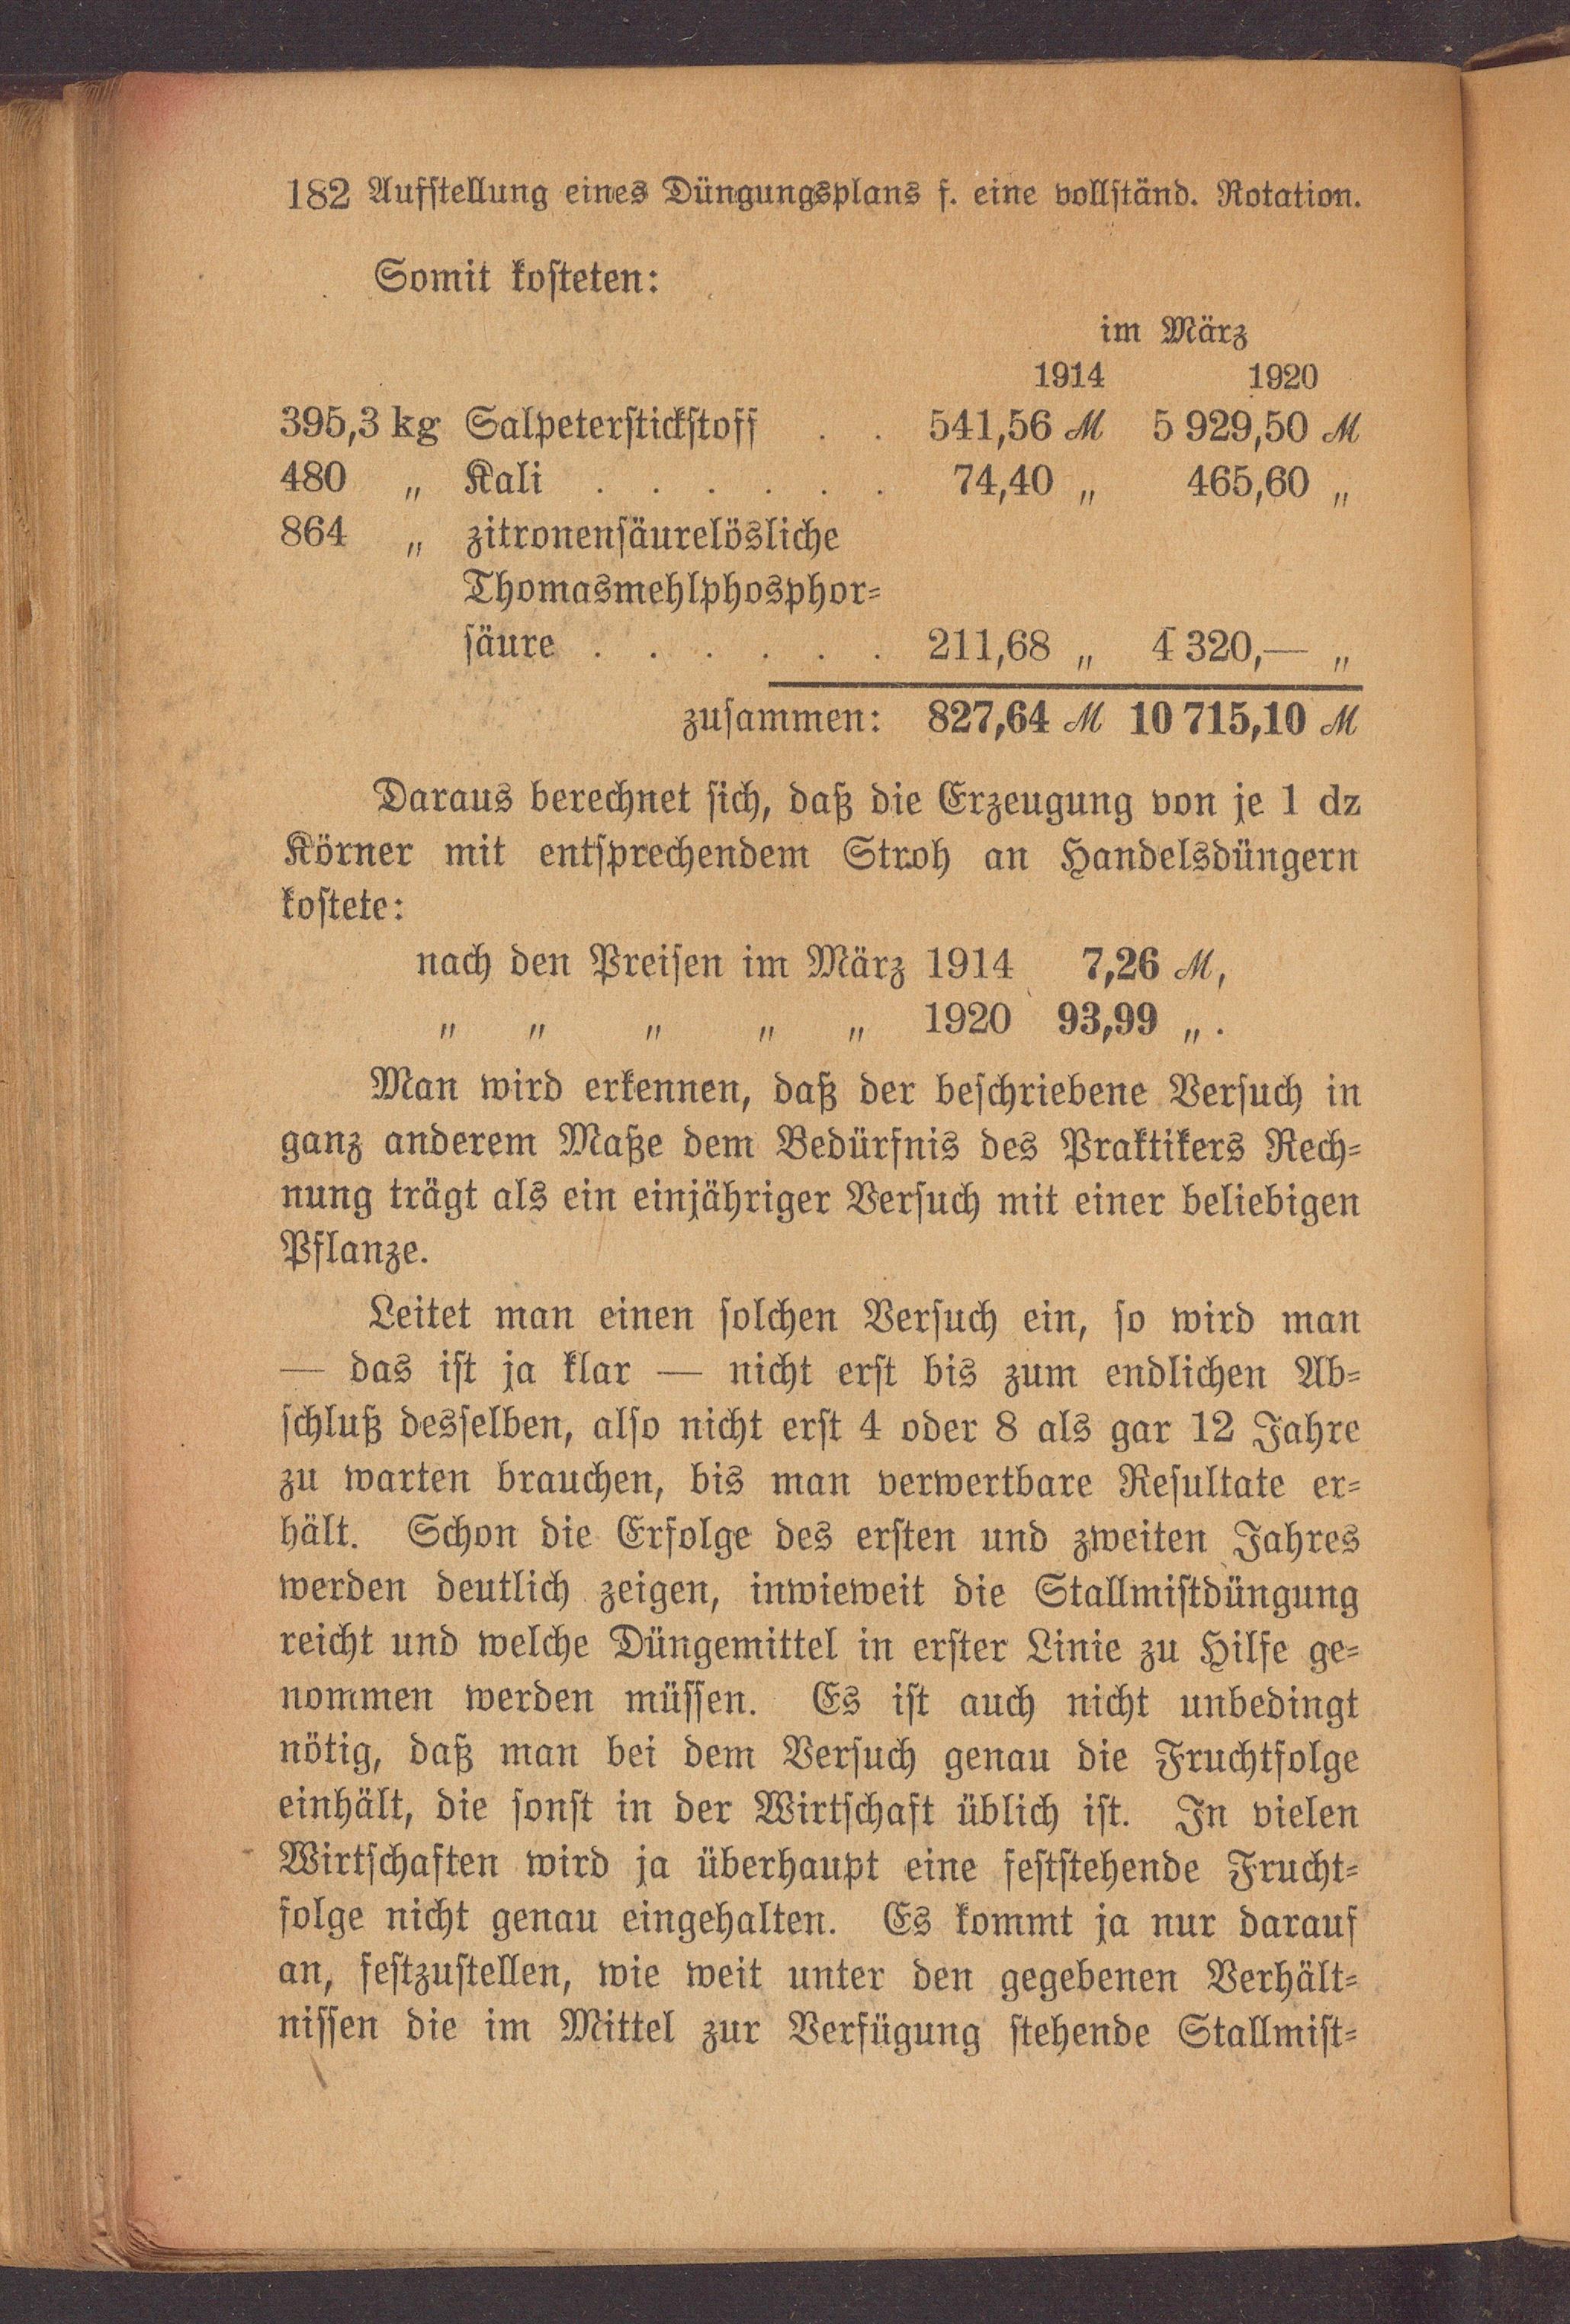 182 Aufstellung eines Düngungsplans f. eine vollständ. Rotation.
Somit kosteten:
im März
1914 1920
395,3 kg Salpeterstickstoff . . 541,56 ℳ 5 929,50 ℳ
480 „ Kali . . . . . . 74,40 „ 465,60 „
864 „ zitronensäurelösliche
Thomasmehlphosphor-
säure . . . . . . 211,68 „ 4 320,— „
zusammen: 827,64 ℳ 10 715,10 ℳ
Daraus berechnet sich, daß die Erzeugung von je 1 dz
Körner mit entsprechendem Stroh an Handelsdüngern
kostete:
nach den Preisen im März 1914 7,26 ℳ,
„ „ „ „ „ 1920 93,99 „ .
Man wird erkennen, daß der beschriebene Versuch in
ganz anderem Maße dem Bedürfnis des Praktikers Rech-
nung trägt als ein einjähriger Versuch mit einer beliebigen
Pflanze.
Leitet man einen solchen Versuch ein, so wird man
— das ist ja klar — nicht erst bis zum endlichen Ab-
schluß desselben, also nicht erst 4 oder 8 als gar 12 Jahre
zu warten brauchen, bis man verwertbare Resultate er-
hält. Schon die Erfolge des ersten und zweiten Jahres
werden deutlich zeigen, inwieweit die Stallmistdüngung
reicht und welche Düngemittel in erster Linie zu Hilfe ge-
nommen werden müssen. Es ist auch nicht unbedingt
nötig, daß man bei dem Versuch genau die Fruchtfolge
einhält, die sonst in der Wirtschaft üblich ist. In vielen
Wirtschaften wird ja überhaupt eine feststehende Frucht-
folge nicht genau eingehalten. Es kommt ja nur darauf
an, festzustellen, wie weit unter den gegebenen Verhält-
nissen die im Mittel zur Verfügung stehende Stallmist-